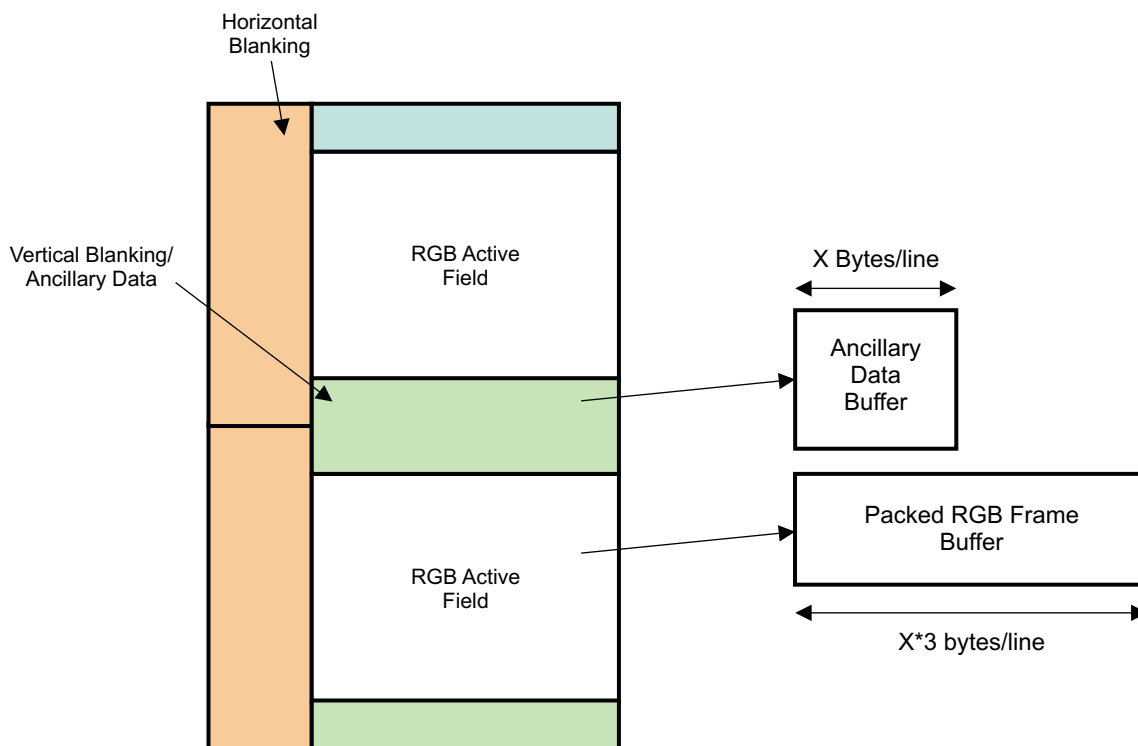 Horizontal
Blanking
Vertical Blanking/
Ancillary Data
RGB Active
Field
X Bytes/line
Ancillary
Data
Buffer
Packed RGB Frame
Buffer
RGB Active
Field
X*3 bytes/line